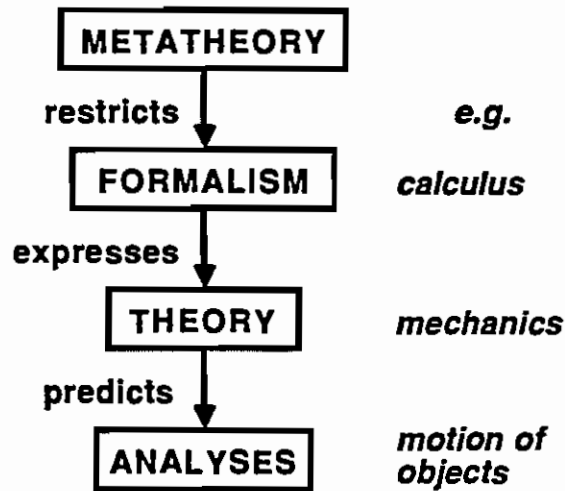 METATHEORY
restricts e.g.
FORMALISM calculus
expresses
THEORY mechanics
predicts
ANALYSES motion of
objects